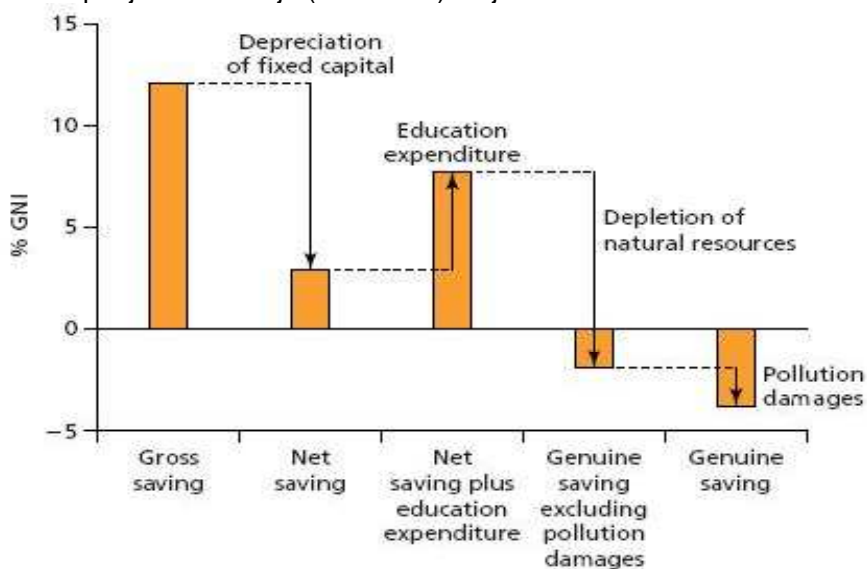 15
Depreciation
of fixed capital
10
Education
expenditure
% GNI
5
Depletion of
natural resources
0
Pollution
damages
−5
Gross
saving
Net
saving
Net
saving plus
education
expenditure
Genuine
saving
excluding
pollution
damages
Genuine
saving